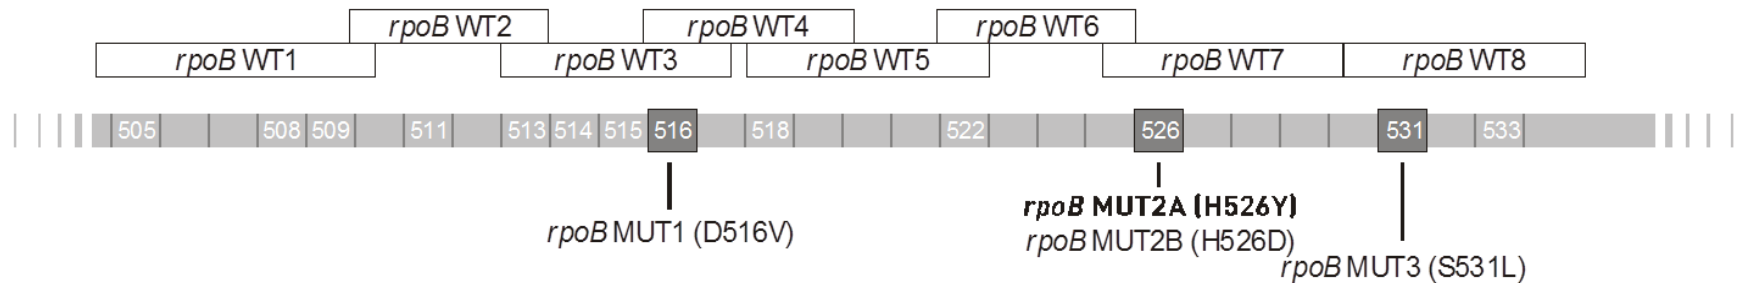 rpoB WT2 rpoB WT4 rpoB WT6
rpoB WT1 rpoB WT3 rpoB WT5 rpoB WT7 rpoB WT8
505 508 509 511 513 514 515 516 518 522 526 531 533
rpoB MUT2A (H526Y)
rpoB MUT1 (D516V) rpoB MUT2B (H526D)
rpoB MUT3 (S531L)